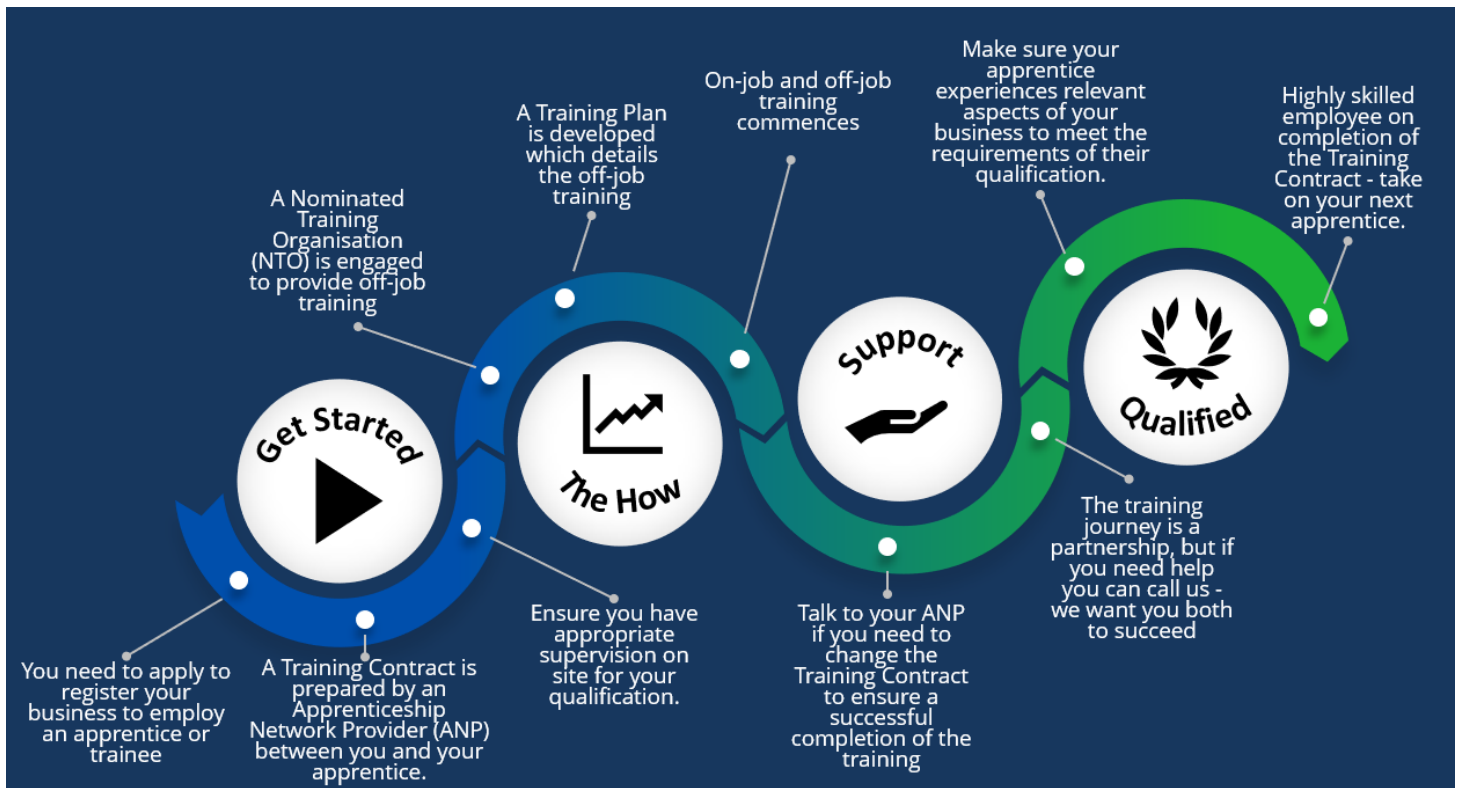 Get Started
You need to apply to
register your
business to employ
an apprentice or
trainee
A Training Contract is
prepared by an
Apprenticeship
Network Provider (ANP)
between you and your
apprentice.
Ensure you have
appropriate
supervision on
site for your
qualification.
The How
A Nominated
Training
Organisation
(NTO) is engaged
to provide off-job
training
A Training Plan
is developed
which details
the off-job
training
On-job and off-job
training
commences
Support
Talk to your ANP
if you need to
change the
Training Contract
to ensure a
successful
completion of the
training
The training
journey is a
partnership, but if
you need help
you can call us -
we want you both
to succeed
Qualified
Make sure your
apprentice
experiences relevant
aspects of your
business to meet the
requirements of their
qualification.
Highly skilled
employee on
completion of
the Training
Contract - take
on your next
apprentice.